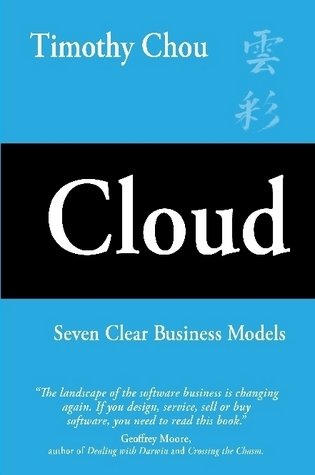 Timothy Chou
雲
彩
Cloud
Seven Clear Business Models
“The landscape of the software business is changing
again. If you design, service, sell or buy
software, you need to read this book.”
Geoffrey Moore,
author of Dealing with Darwin and Crossing the Chasm.